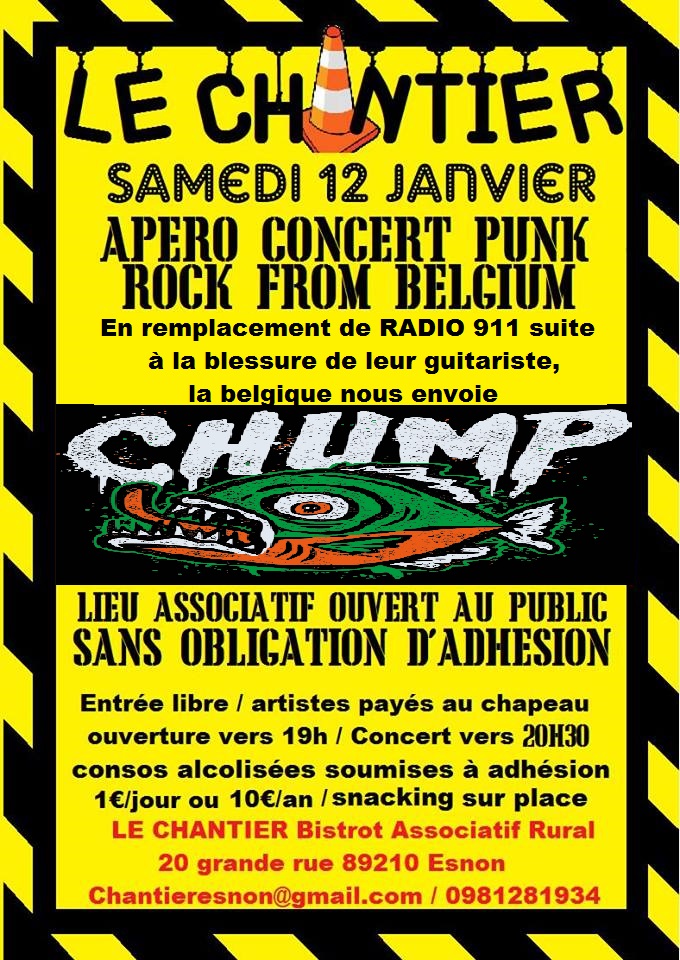 LE CHANTIER
SAMEDI 12 JANVIER
APERO CONCERT PUNK
ROCK FROM BELGIUM
En remplacement de RADIO 911 suite
à la blessure de leur guitariste,
la belgique nous envoie
CHUMP
LIEU ASSOCIATIF OUVERT AU PUBLIC
SANS OBLIGATION D'ADHESION
Entrée libre / artistes payés au chapeau
ouverture vers 19h / Concert vers 20H30
consos alcolisées soumises à adhésion
1€/jour ou 10€/an / snacking sur place
LE CHANTIER Bistrot Associatif Rural
20 grande rue 89210 Esnon
Chantieresnon@gmail.com / 0981281934